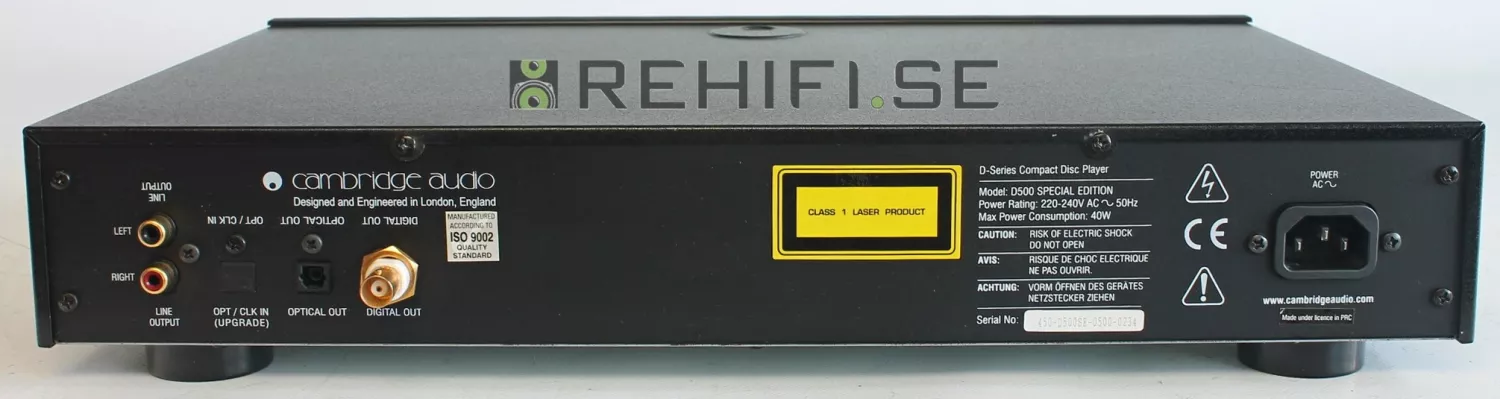 REHIFI.SE
LINE
OUTPUT
LEFT
RIGHT
LINE
OUTPUT
OPT / CLK IN
OPT / CLK IN
(UPGRADE)
OPTICAL OUT
OPTICAL OUT
DIGITAL OUT
DIGITAL OUT
cambridge audio
Designed and Engineered in London, England
MANUFACTURED
ACCORDING TO
ISO 9002
QUALITY
STANDARD
CLASS 1 LASER PRODUCT
D-Series Compact Disc Player
Model: D500 SPECIAL EDITION
Power Rating: 220-240V AC ~ 50Hz
Max Power Consumption: 40W
CAUTION: RISK OF ELECTRIC SHOCK
DO NOT OPEN
AVIS: RISQUE DE CHOC ELECTRIQUE
NE PAS OUVRIR.
ACHTUNG: VORM ÖFFNEN DES GERÄTES
NETZSTECKER ZIEHEN
Serial No:
CE
POWER
AC ~
www.cambridgeaudio.com
Made under licence in PRC